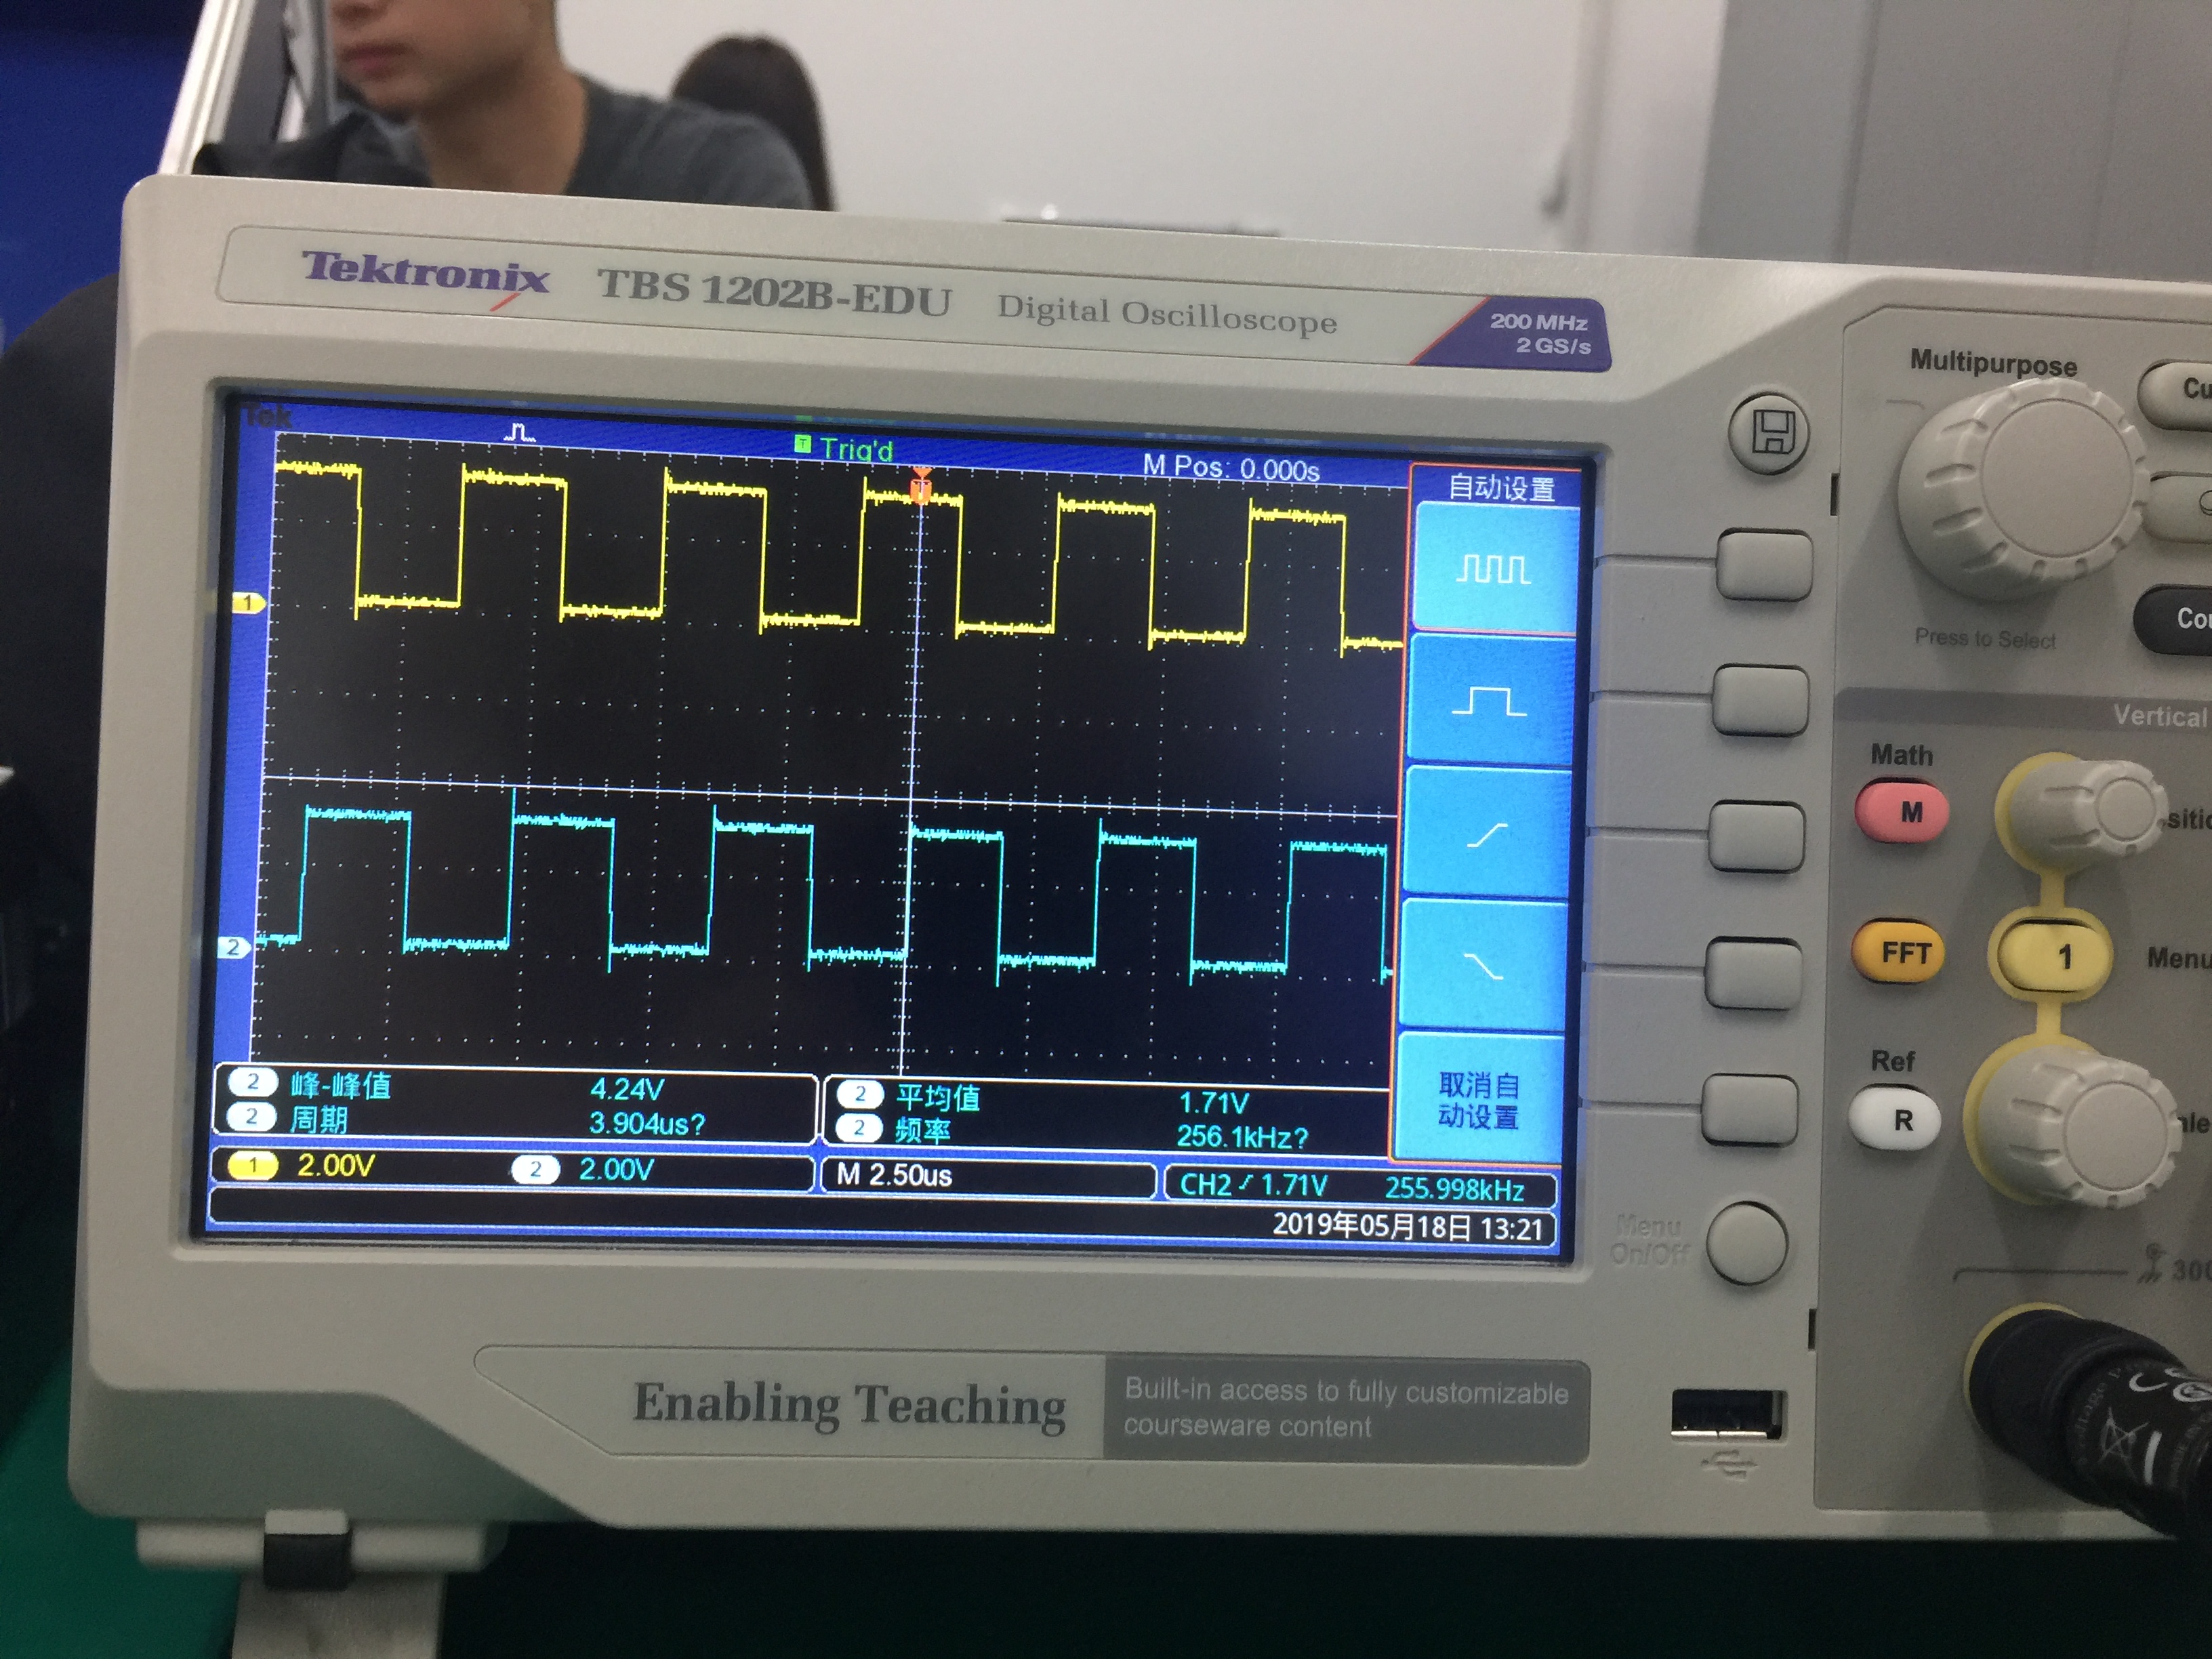 Tektronix TBS 1202B-EDU Digital Oscilloscope
200 MHz
2 GS/s
Tek Trig'd M Pos: 0.000s
自动设置
1
2
取消自
动设置
2 峰-峰值 4.24V
2 周期 3.904us?
2 平均值 1.71V
2 频率 256.1kHz?
1 2.00V 2 2.00V M 2.50us CH2 1.71V 255.998kHz
2019年05月18日 13:21
Multipurpose
Press to Select
Vertical
Math
M
FFT
1
Menu
Ref
R
Menu
On/Off
300
Enabling Teaching
Built-in access to fully customizable
courseware content